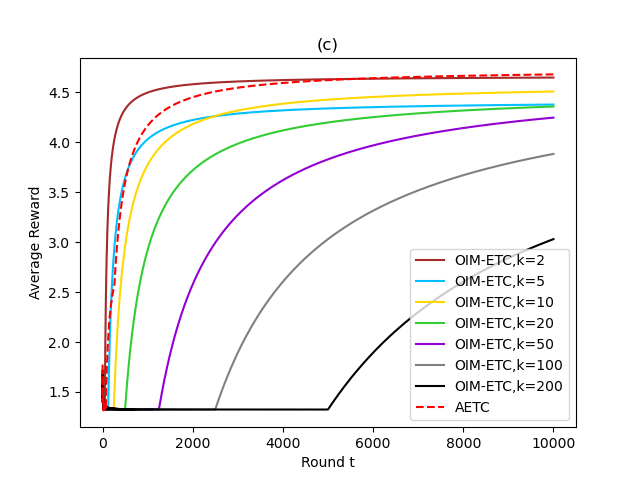 (c)
Average Reward
4.5
4.0
3.5
3.0
2.5
2.0
1.5
OIM-ETC,k=2
OIM-ETC,k=5
OIM-ETC,k=10
OIM-ETC,k=20
OIM-ETC,k=50
OIM-ETC,k=100
OIM-ETC,k=200
AETC
0 2000 4000 6000 8000 10000
Round t